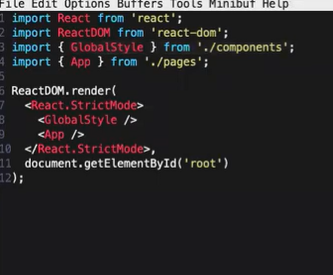 File Edit Options Buffers Tools Minibuf Help
1 import React from 'react';
2 import ReactDOM from 'react-dom';
3 import { GlobalStyle } from './components';
4 import { App } from './pages';
5
6 ReactDOM.render(
7   <React.StrictMode>
8     <GlobalStyle />
9     <App />
10   </React.StrictMode>,
11   document.getElementById('root')
12 );